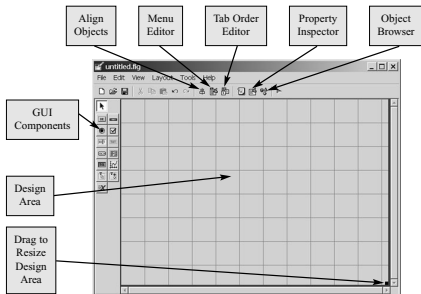 Align
Objects
Menu
Editor
Tab Order
Editor
Property
Inspector
Object
Browser
untitled.fig
File Edit View Layout Tools Help
GUI
Components
Design
Area
Drag to
Resize
Design
Area